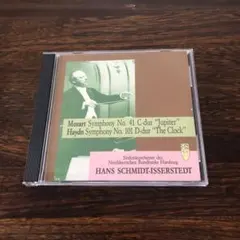 Mozart Symphony No. 41 C-dur "Jupiter"
Haydn Symphony No. 101 D-dur "The Clock"
Sinfonieorchester des
Norddeutschen Rundfunks Hamburg
HANS SCHMIDT-ISSERSTEDT